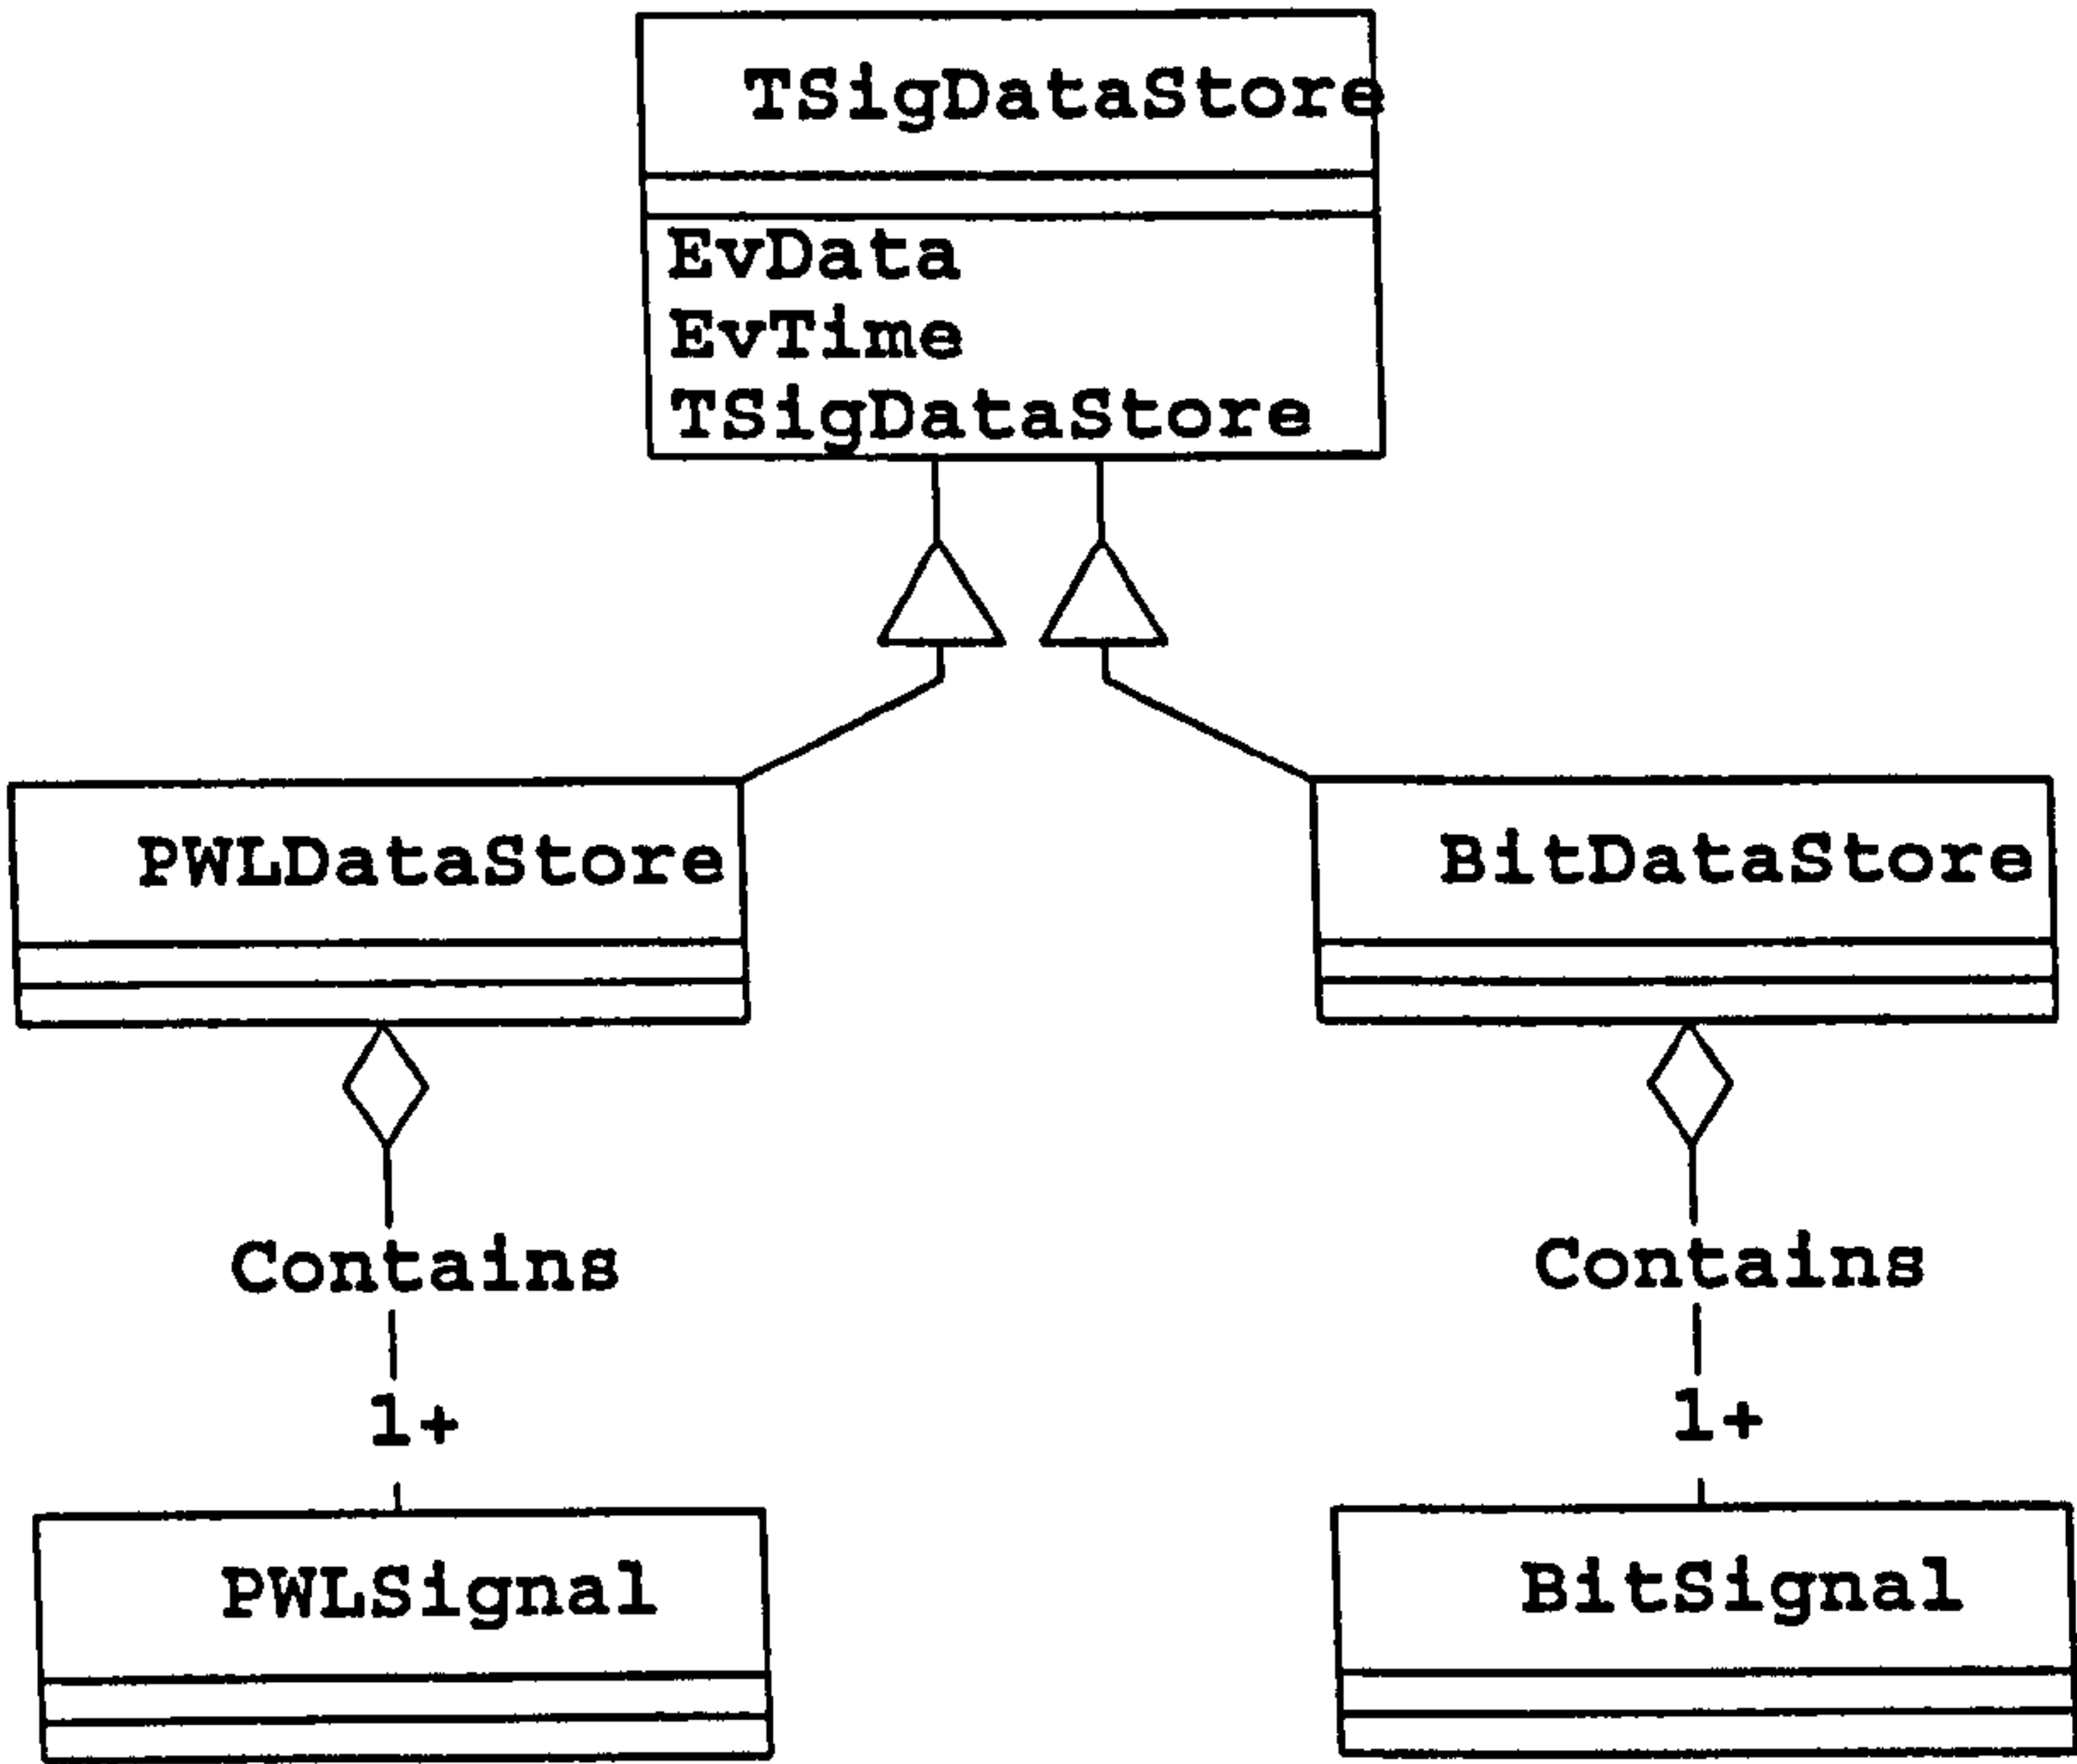 TSigDataStore
EvData
EvTime
TSigDataStore
PWLDataStore
BitDataStore
Contains
Contains
1+
1+
PWLSignal
BitSignal